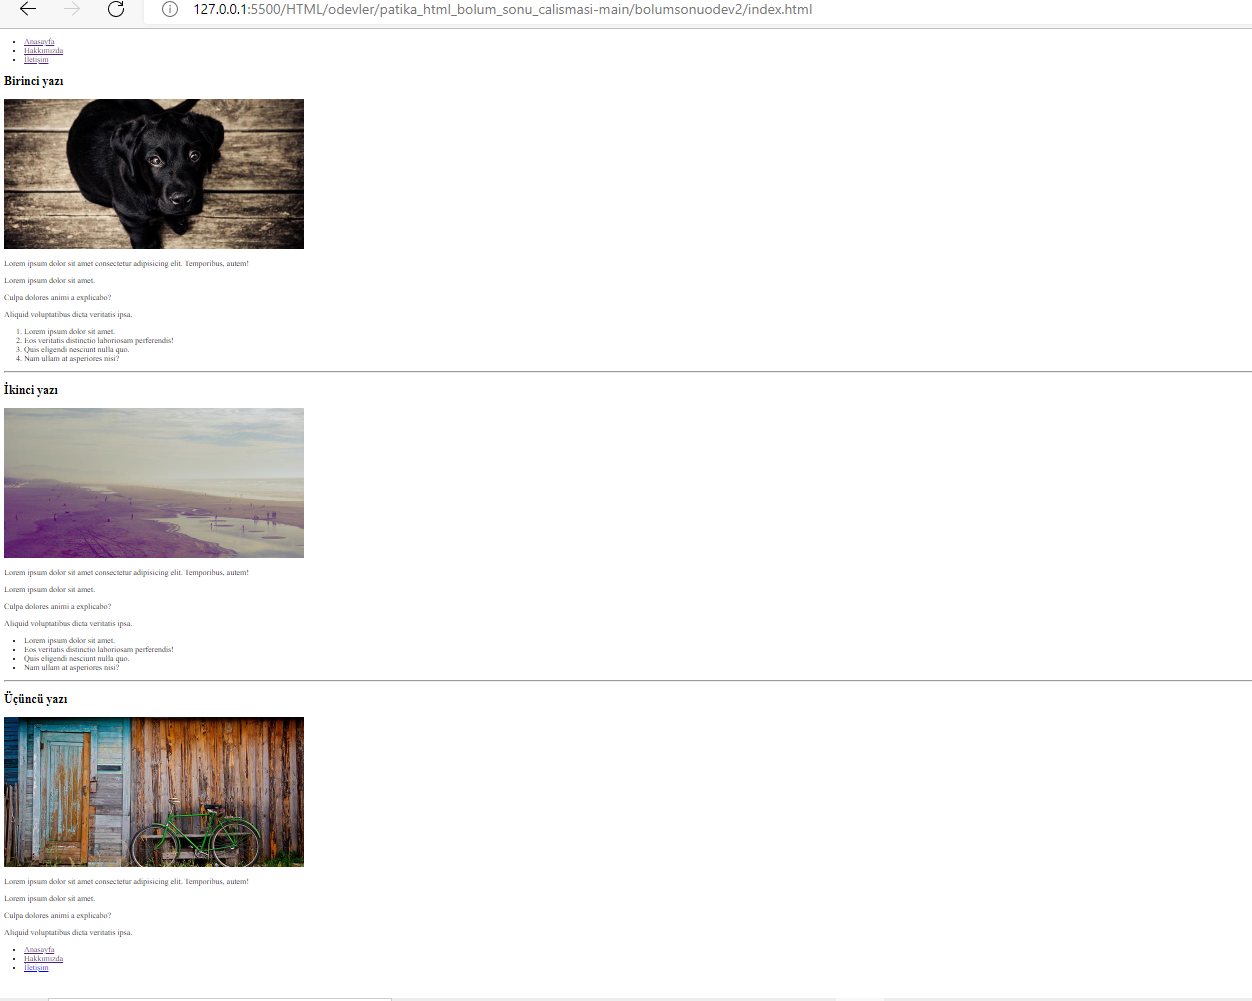 127.0.0.1:5500/HTML/odevler/patika_html_bolum_sonu_calismasi-main/bolumsonuodev2/index.html
Anasayfa
Hakkımızda
İletişim
Birinci yazı
Lorem ipsum dolor sit amet consectetur adipisicing elit. Temporibus, autem!
Lorem ipsum dolor sit amet.
Culpa dolores animi a explicabo?
Aliquid voluptatibus dicta veritatis ipsa.
1. Lorem ipsum dolor sit amet.
2. Eos veritatis distinctio laboriosam perferendis!
3. Quis eligendi nesciunt nulla quo.
4. Nam ullam at asperiores nisi?
İkinci yazı
Lorem ipsum dolor sit amet consectetur adipisicing elit. Temporibus, autem!
Lorem ipsum dolor sit amet.
Culpa dolores animi a explicabo?
Aliquid voluptatibus dicta veritatis ipsa.
Lorem ipsum dolor sit amet.
Eos veritatis distinctio laboriosam perferendis!
Quis eligendi nesciunt nulla quo.
Nam ullam at asperiores nisi?
Üçüncü yazı
Lorem ipsum dolor sit amet consectetur adipisicing elit. Temporibus, autem!
Lorem ipsum dolor sit amet.
Culpa dolores animi a explicabo?
Aliquid voluptatibus dicta veritatis ipsa.
Anasayfa
Hakkımızda
İletişim